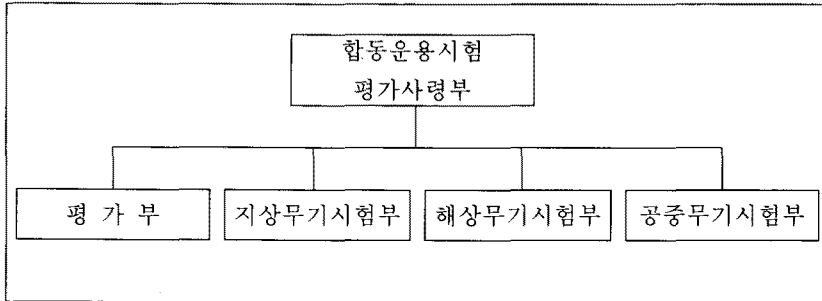 합동운용시험
평가사령부
평 가 부
지상무기시험부
해상무기시험부
공중무기시험부